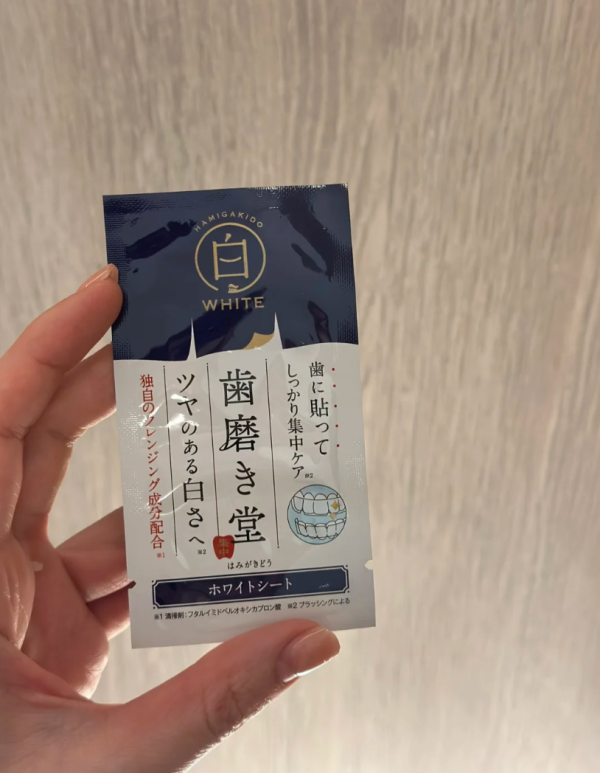 HAMIGAKIDO
白
WHITE
歯に貼って
しっかり集中ケア※2
歯磨き堂
はみがきどう
ツヤのある白さへ※2
独自のクレンジング成分配合※1
ホワイトシート
※1 清掃剤:フタルイミドペルオキシカプロン酸 ※2 ブラッシングによる